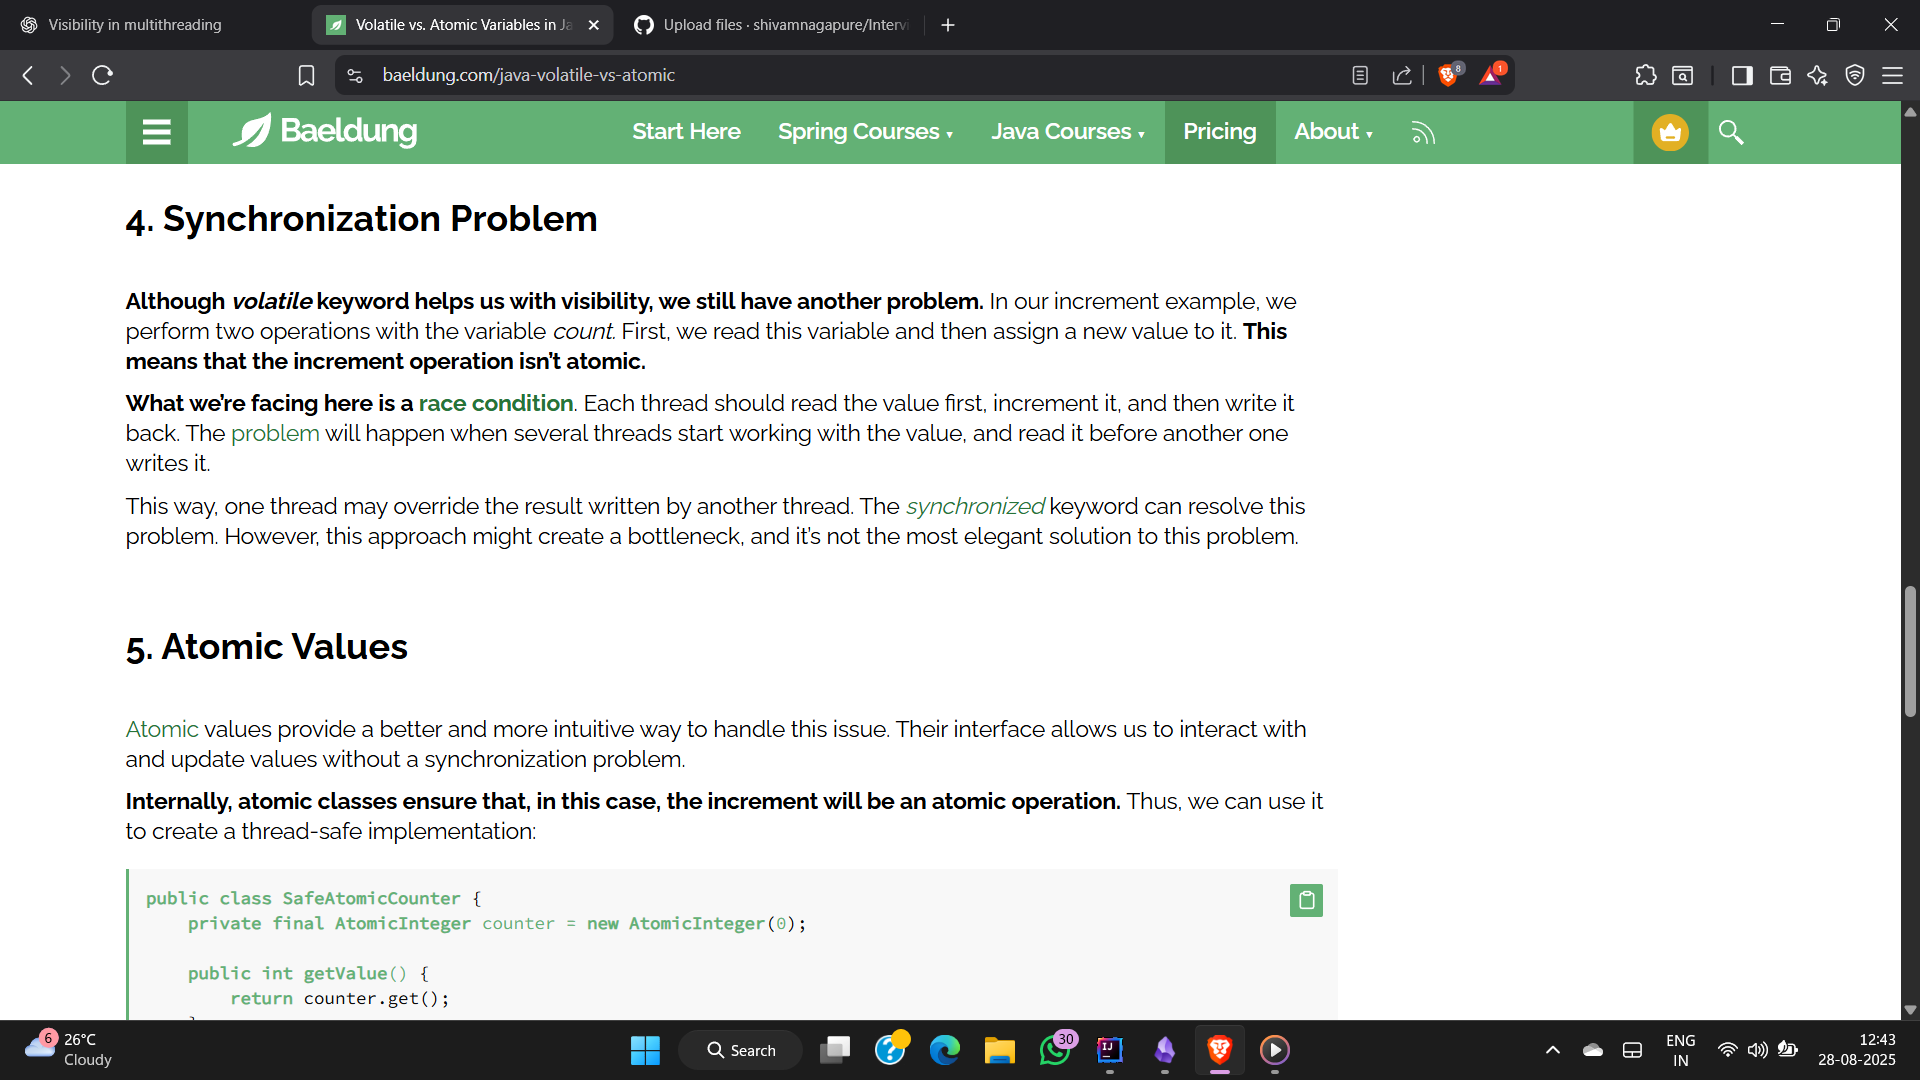 Visibility in multithreading
Volatile vs. Atomic Variables in Ja
Upload files · shivamnagapure/Intervi
baeldung.com/java-volatile-vs-atomic
8
1
Baeldung
Start Here
Spring Courses
Java Courses
Pricing
About
4. Synchronization Problem
Although volatile keyword helps us with visibility, we still have another problem. In our increment example, we
perform two operations with the variable count. First, we read this variable and then assign a new value to it. This
means that the increment operation isn't atomic.
What we're facing here is a race condition. Each thread should read the value first, increment it, and then write it
back. The problem will happen when several threads start working with the value, and read it before another one
writes it.
This way, one thread may override the result written by another thread. The synchronized keyword can resolve this
problem. However, this approach might create a bottleneck, and it's not the most elegant solution to this problem.
5. Atomic Values
Atomic values provide a better and more intuitive way to handle this issue. Their interface allows us to interact with
and update values without a synchronization problem.
Internally, atomic classes ensure that, in this case, the increment will be an atomic operation. Thus, we can use it
to create a thread-safe implementation:
public class SafeAtomicCounter {
private final AtomicInteger counter = new AtomicInteger(0);
public int getValue() {
return counter.get();
6
26°C
Cloudy
Search
30
IJ
ENG
IN
12:43
28-08-2025